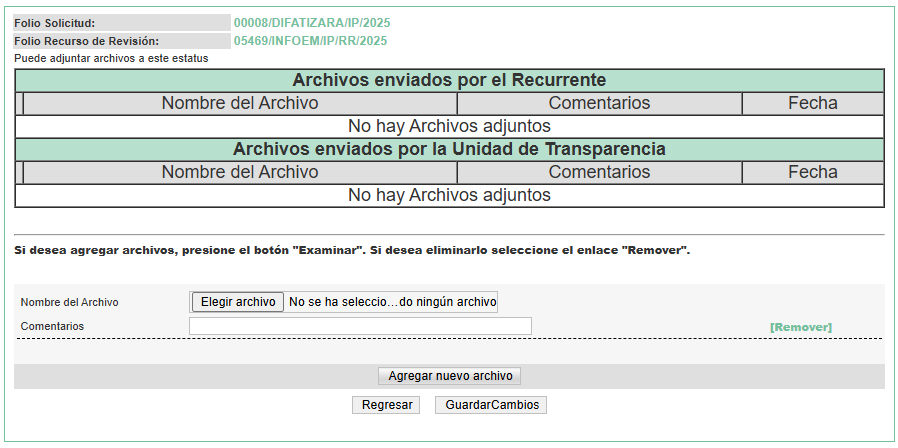 Folio Solicitud: 00008/DIFATIZARA/IP/2025
Folio Recurso de Revisión: 05469/INFOEM/IP/RR/2025
Puede adjuntar archivos a este estatus
Archivos enviados por el Recurrente
Nombre del Archivo Comentarios Fecha
No hay Archivos adjuntos
Archivos enviados por la Unidad de Transparencia
Nombre del Archivo Comentarios Fecha
No hay Archivos adjuntos
Si desea agregar archivos, presione el botón "Examinar". Si desea eliminarlo seleccione el enlace "Remover".
Nombre del Archivo Elegir archivo No se ha seleccio...do ningún archivo
Comentarios [Remover]
Agregar nuevo archivo
Regresar GuardarCambios